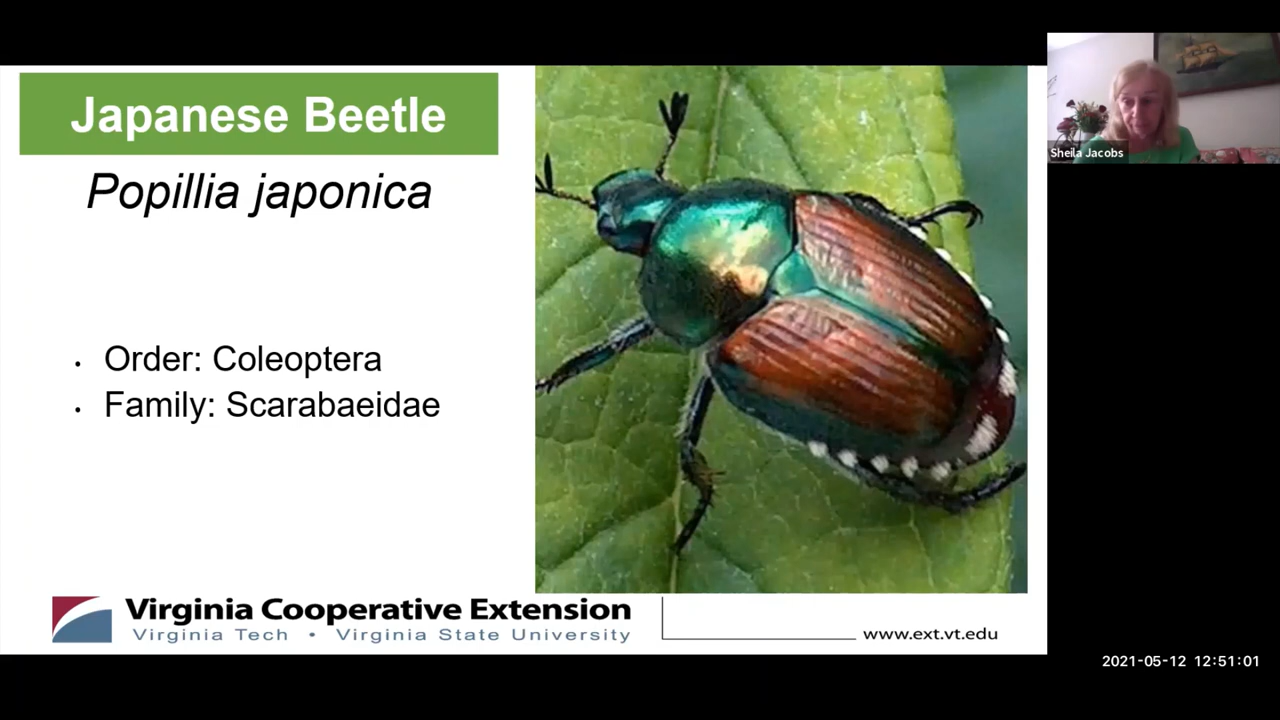 Japanese Beetle
Popillia japonica
• Order: Coleoptera
• Family: Scarabaeidae
Virginia Cooperative Extension
Virginia Tech • Virginia State University
www.ext.vt.edu
Sheila Jacobs
2021-05-12 12:51:01